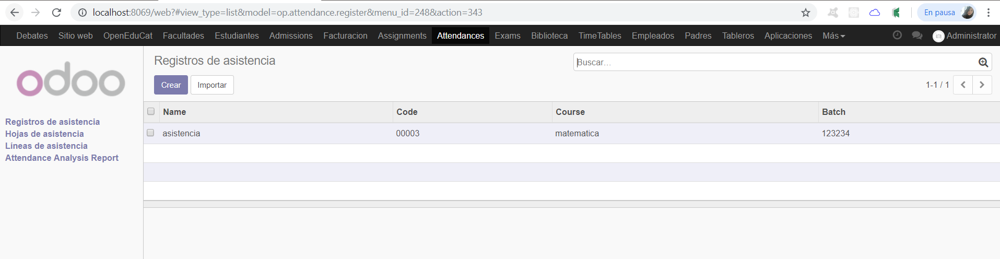 localhost:8069/web?#view_type=list&model=op.attendance.register&menu_id=248&action=343
En pausa
Debates Sitio web OpenEduCat Facultades Estudiantes Admissions Facturacion Assignments Attendances Exams Biblioteca TimeTables Empleados Padres Tableros Aplicaciones Más Administrator
odoo
Registros de asistencia
Hojas de asistencia
Líneas de asistencia
Attendance Analysis Report
Registros de asistencia
Buscar...
Crear Importar
1-1 / 1
Name Code Course Batch
asistencia 00003 matematica 123234